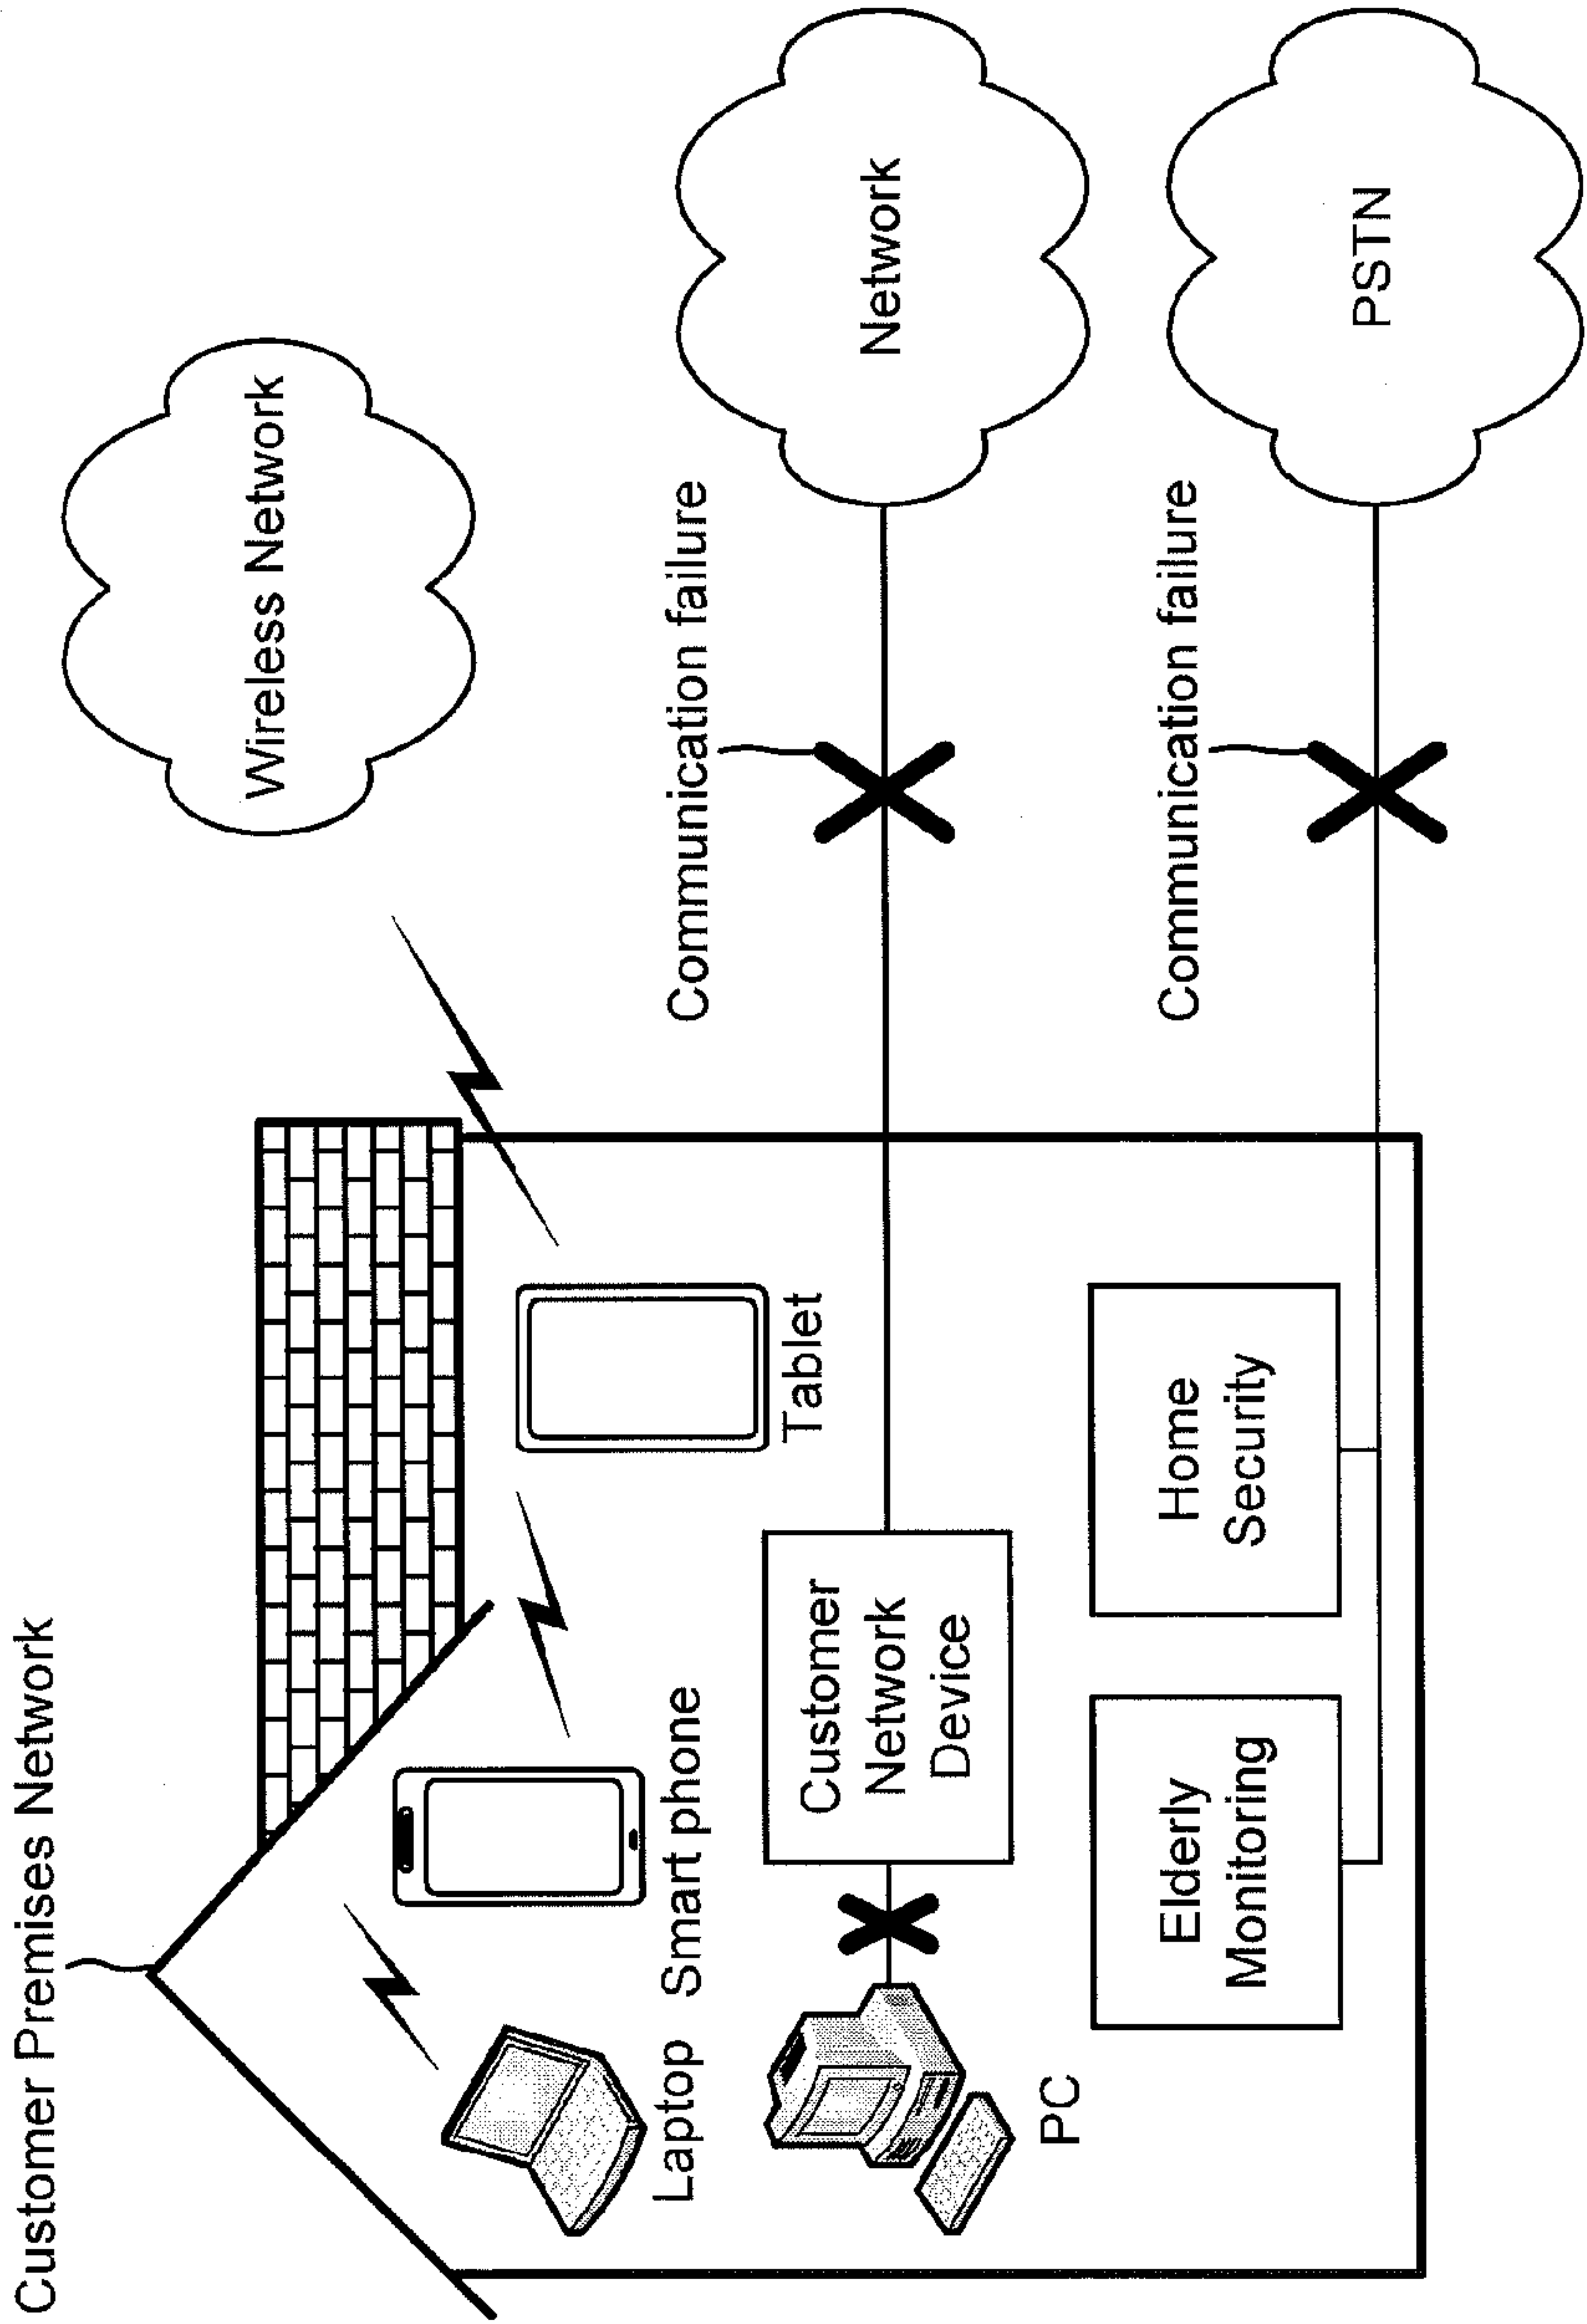 Customer Premises Network
Wireless Network
Laptop
Smart phone
Tablet
Communication failure
Network
PC
Customer
Network
Device
Elderly
Monitoring
Home
Security
Communication failure
PSTN